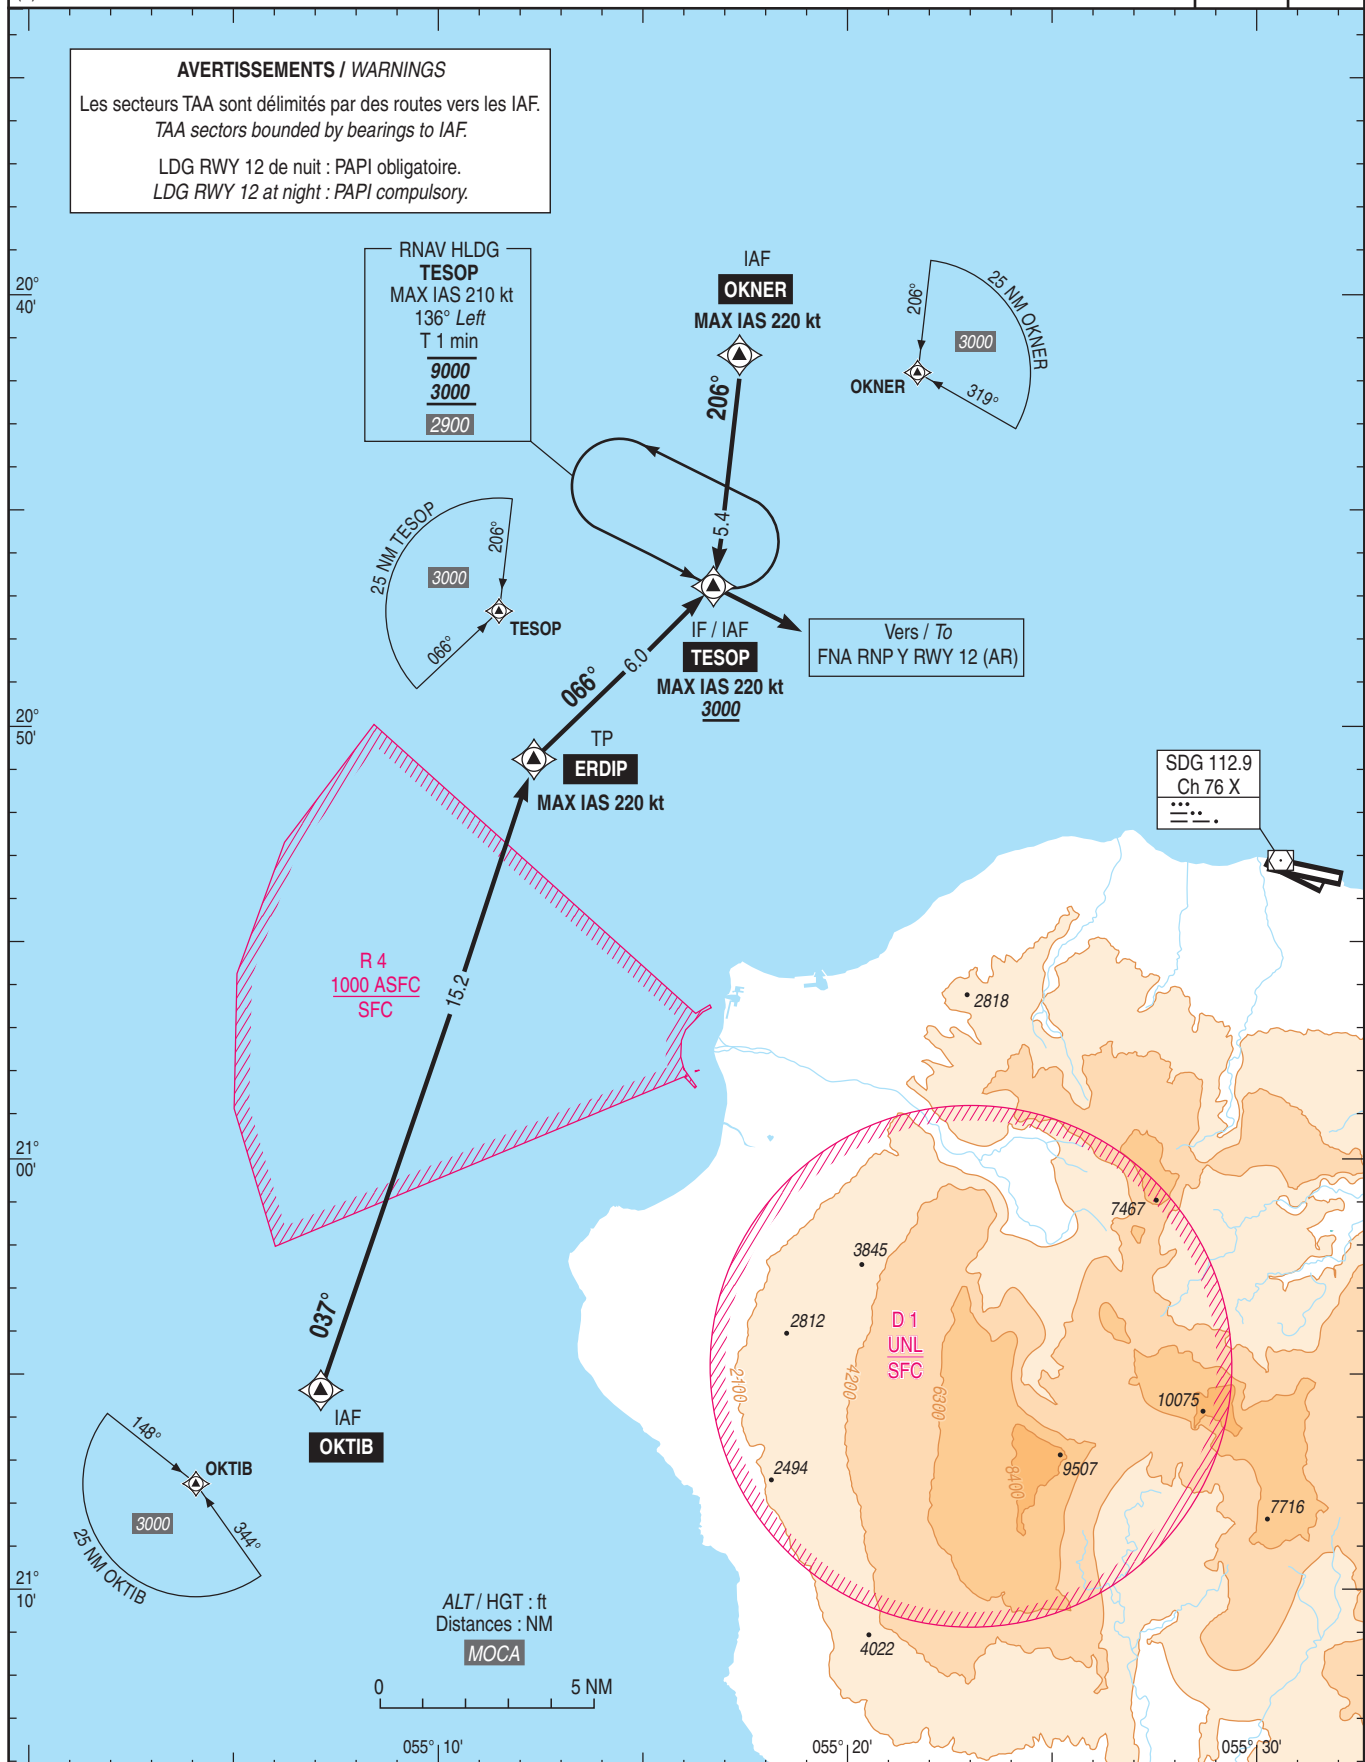 AVERTISSEMENTS / WARNINGS
Les secteurs TAA sont délimités par des routes vers les IAF.
TAA sectors bounded by bearings to IAF.
LDG RWY 12 de nuit : PAPI obligatoire.
LDG RWY 12 at night : PAPI compulsory.
RNAV HLDG
TESOP
MAX IAS 210 kt
136° Left
T 1 min
9000
3000
2900
IAF
OKNER
MAX IAS 220 kt
206°
5.4
25 NM OKNER
206°
3000
OKNER
319°
20°
40'
25 NM TESOP
206°
3000
TESOP
066°
IF / IAF
TESOP
MAX IAS 220 kt
3000
Vers / To
FNA RNP Y RWY 12 (AR)
066°
6.0
20°
50'
TP
ERDIP
MAX IAS 220 kt
SDG 112.9
Ch 76 X
R 4
1000 ASFC
SFC
15.2
2818
21°
00'
7467
3845
2812
D 1
UNL
SFC
037°
2100
4200
6300
8400
10075
IAF
OKTIB
148°
OKTIB
3000
344°
25 NM OKTIB
2494
9507
7716
21°
10'
ALT / HGT : ft
Distances : NM
MOCA
4022
0
5 NM
055° 10'
055° 20'
055° 30'